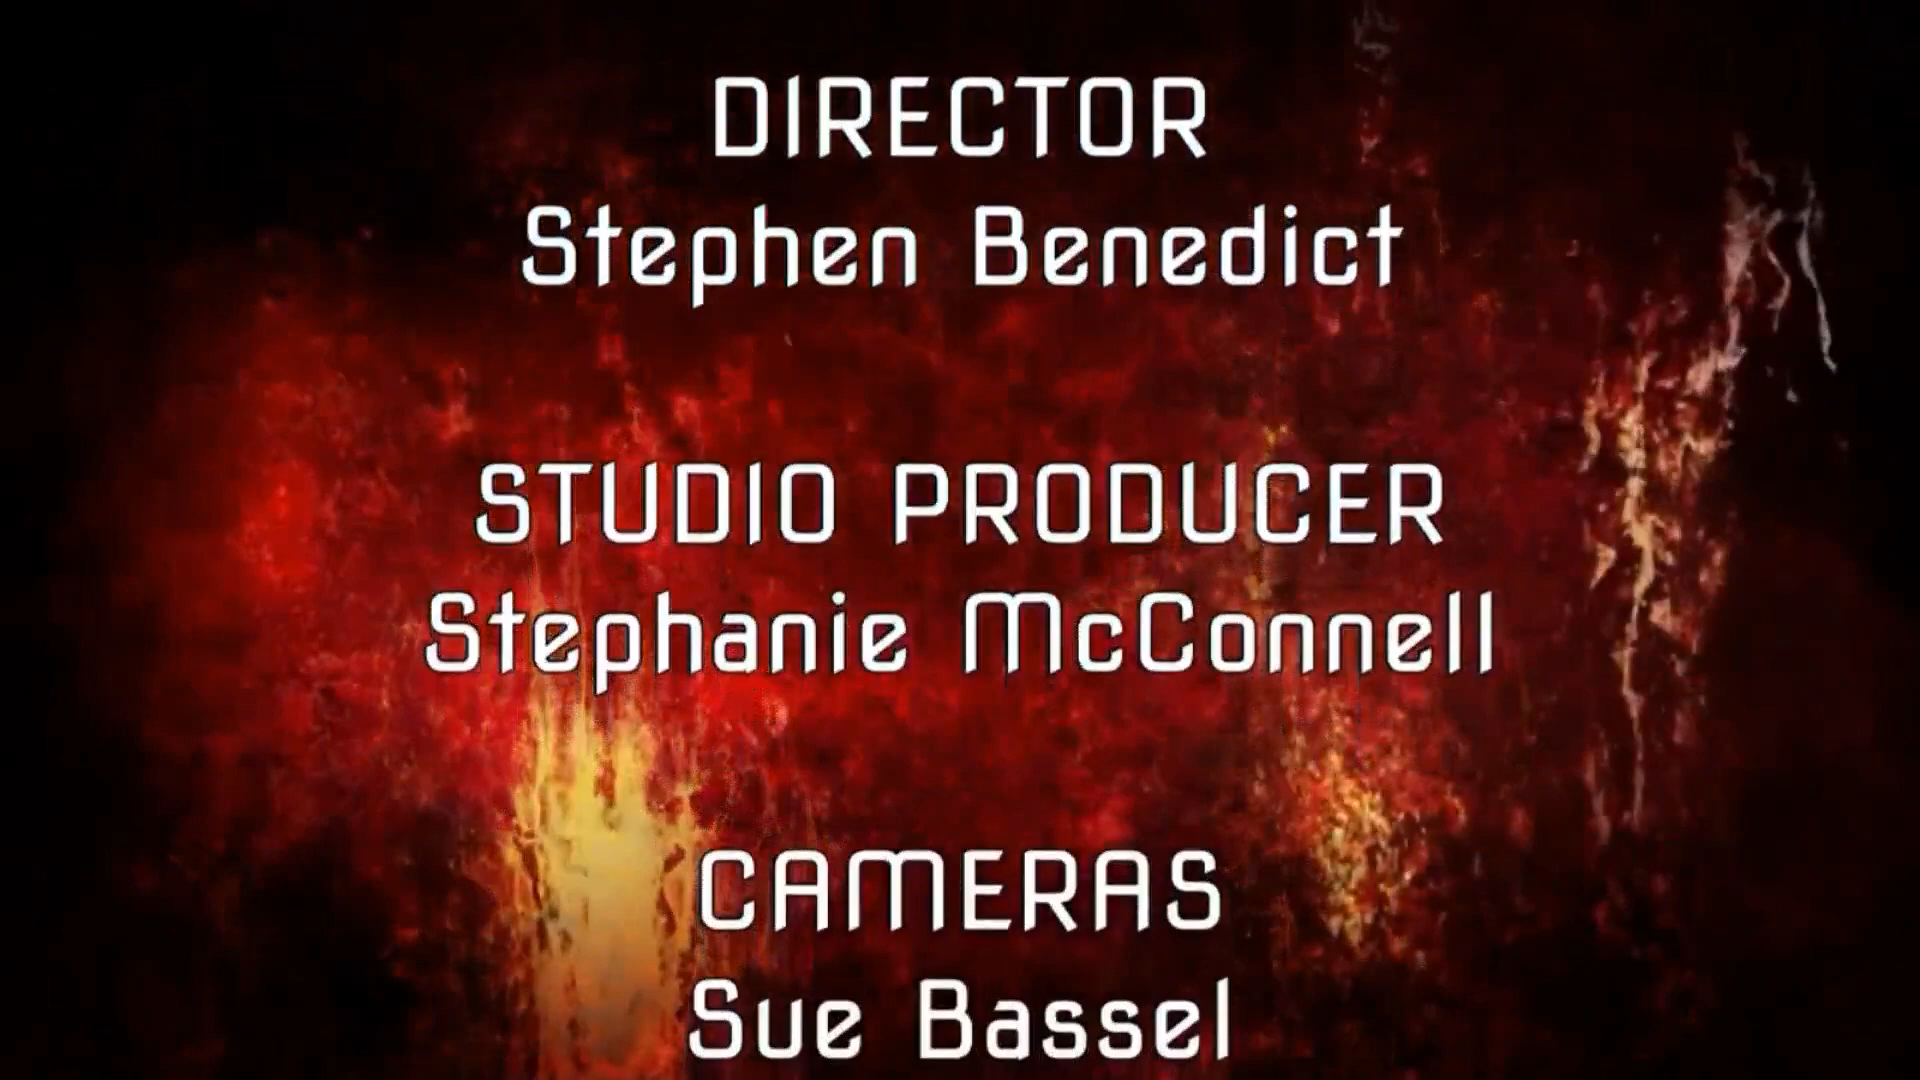 DIRECTOR
Stephen Benedict
STUDIO PRODUCER
Stephanie McConnell
CAMERAS
Sue Bassel